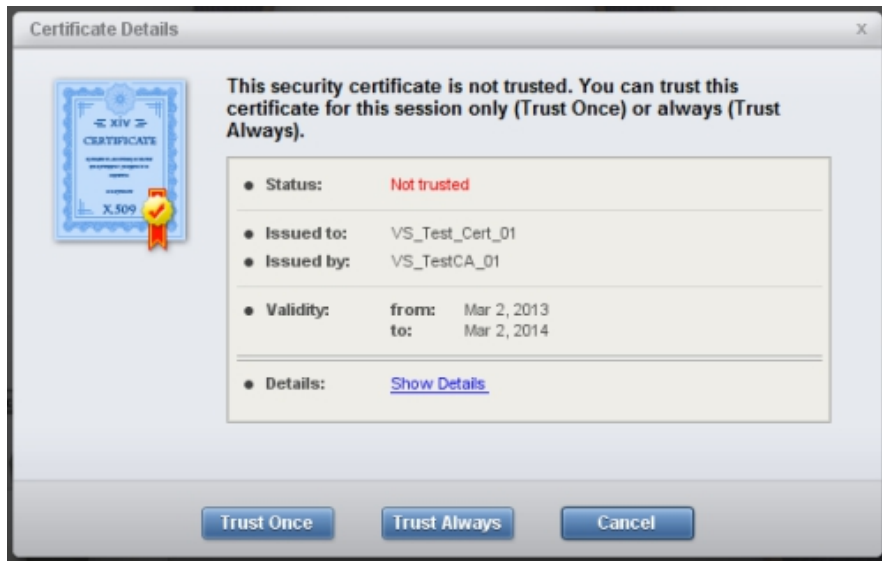 Certificate Details
x
XIV
CERTIFICATE
X.509
This security certificate is not trusted. You can trust this
certificate for this session only (Trust Once) or always (Trust
Always).
Status: Not trusted
Issued to: VS_Test_Cert_01
Issued by: VS_TestCA_01
Validity: from: Mar 2, 2013
to: Mar 2, 2014
Details: Show Details
Trust Once Trust Always Cancel